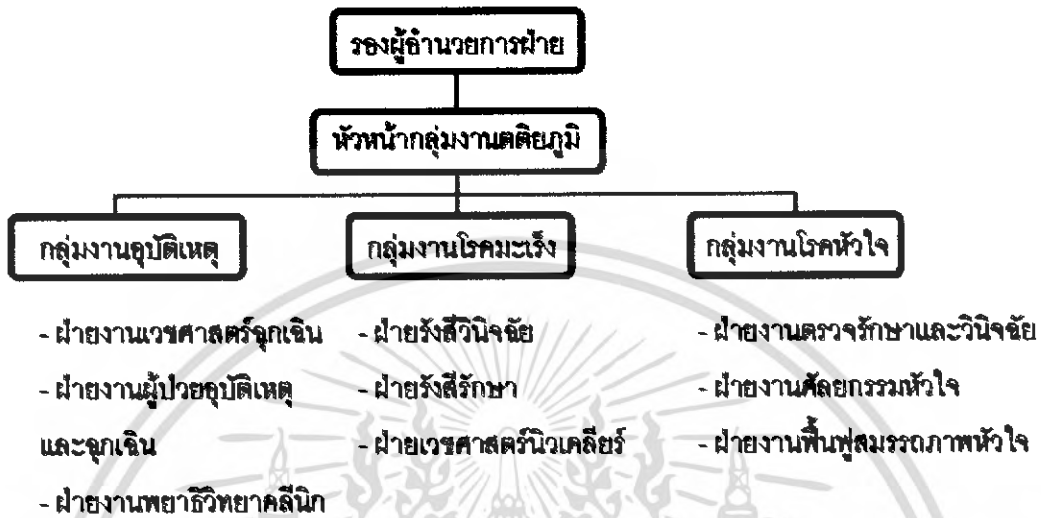 รองผู้อำนวยการฝ่าย
หัวหน้ากลุ่มงานตติยภูมิ
กลุ่มงานอุบัติเหตุ
- ฝ่ายงานเวชศาสตร์ฉุกเฉิน
- ฝ่ายงานผู้ป่วยอุบัติเหตุ
และฉุกเฉิน
- ฝ่ายงานพยาธิวิทยาคลีนิก
กลุ่มงานโรคมะเร็ง
- ฝ่ายรังสีวินิจฉัย
- ฝ่ายรังสีรักษา
- ฝ่ายเวชศาสตร์นิวเคลียร์
กลุ่มงานโรคหัวใจ
- ฝ่ายงานตรวจรักษาและวินิจฉัย
- ฝ่ายงานศัลยกรรมหัวใจ
- ฝ่ายงานฟื้นฟูสมรรถภาพหัวใจ